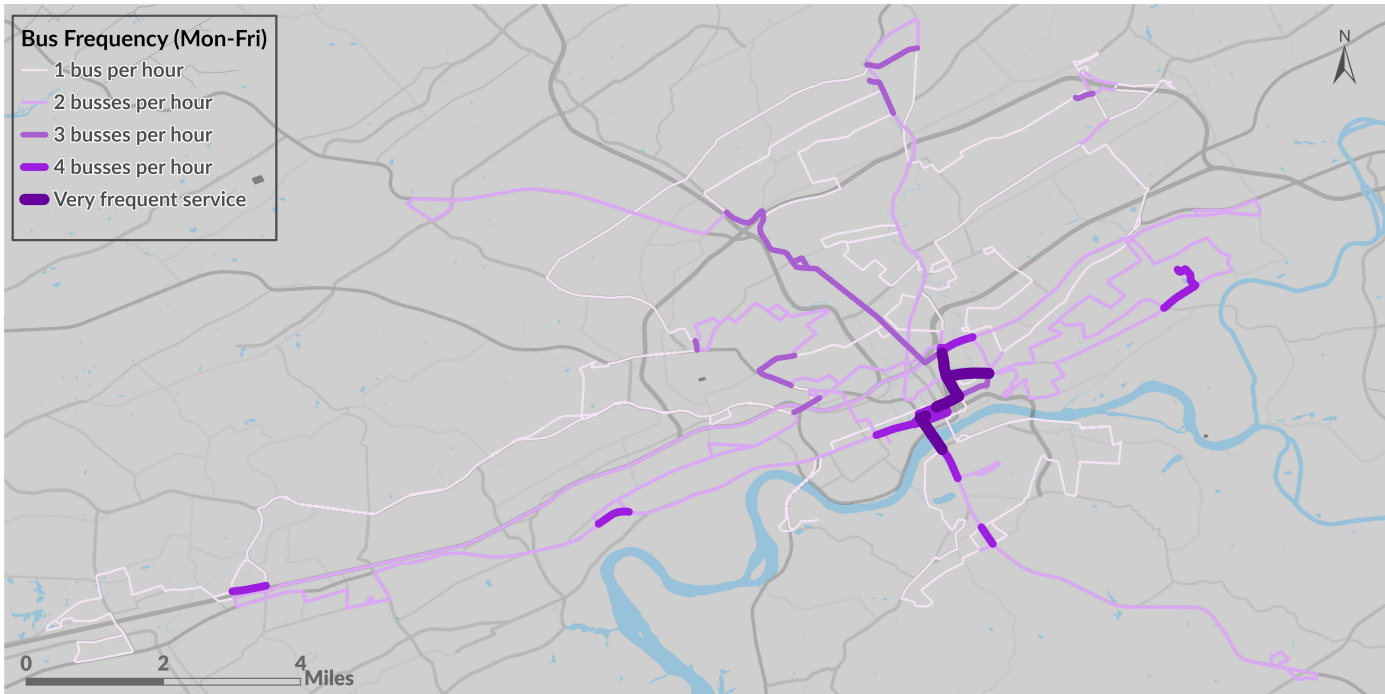 Bus Frequency (Mon-Fri)
1 bus per hour
2 busses per hour
3 busses per hour
4 busses per hour
Very frequent service
N
0 2 4
Miles